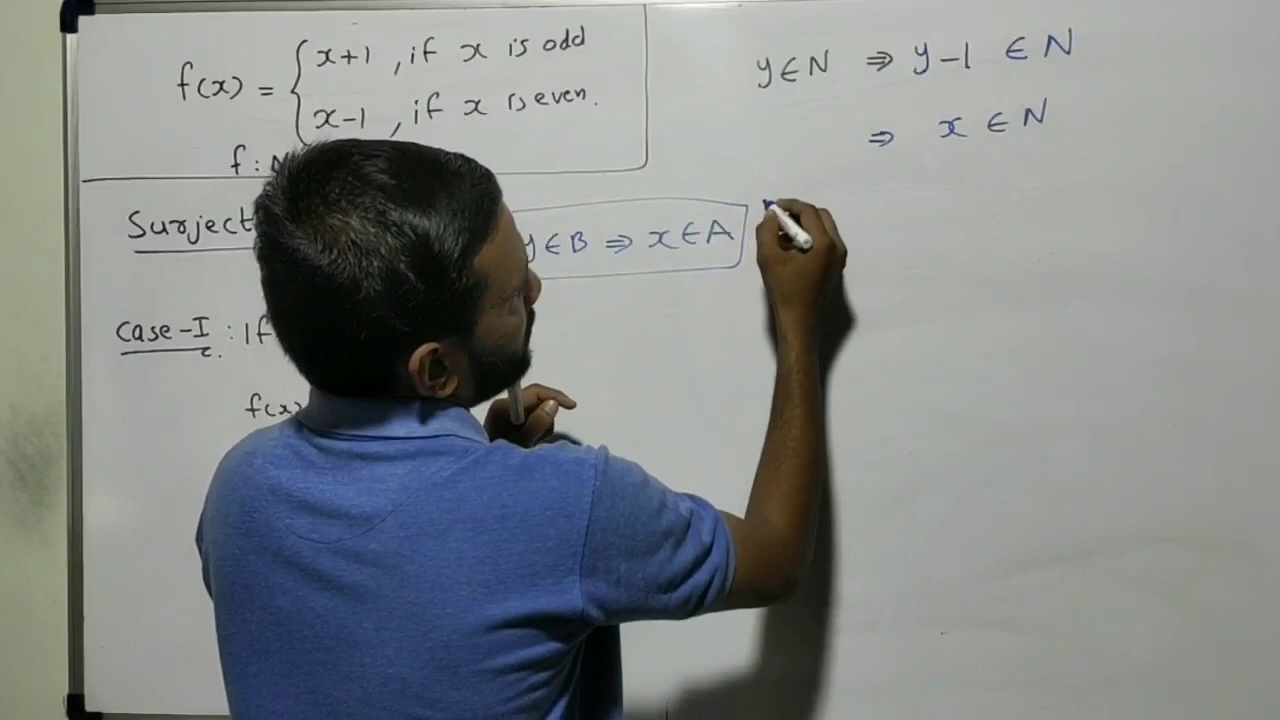 f(x) = { x+1 , if x is odd
x-1 , if x is even.
f :
y ∈ N ⇒ y-1 ∈ N
⇒ x ∈ N
Surject
y ∈ B ⇒ x ∈ A
Case-I : If
f(x)